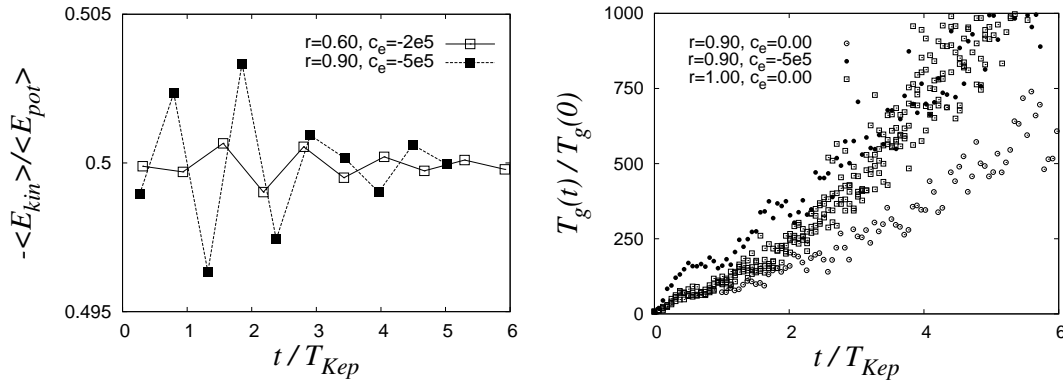 0.505
r=0.60, c_e=-2e5
r=0.90, c_e=-5e5
-<E_kin>/<E_pot>
0.5
0.495
0 1 2 3 4 5 6
t / T_Kep
1000
r=0.90, c_e=0.00
r=0.90, c_e=-5e5
r=1.00, c_e=0.00
750
T_g(t) / T_g(0)
500
250
0
0 2 4 6
t / T_Kep